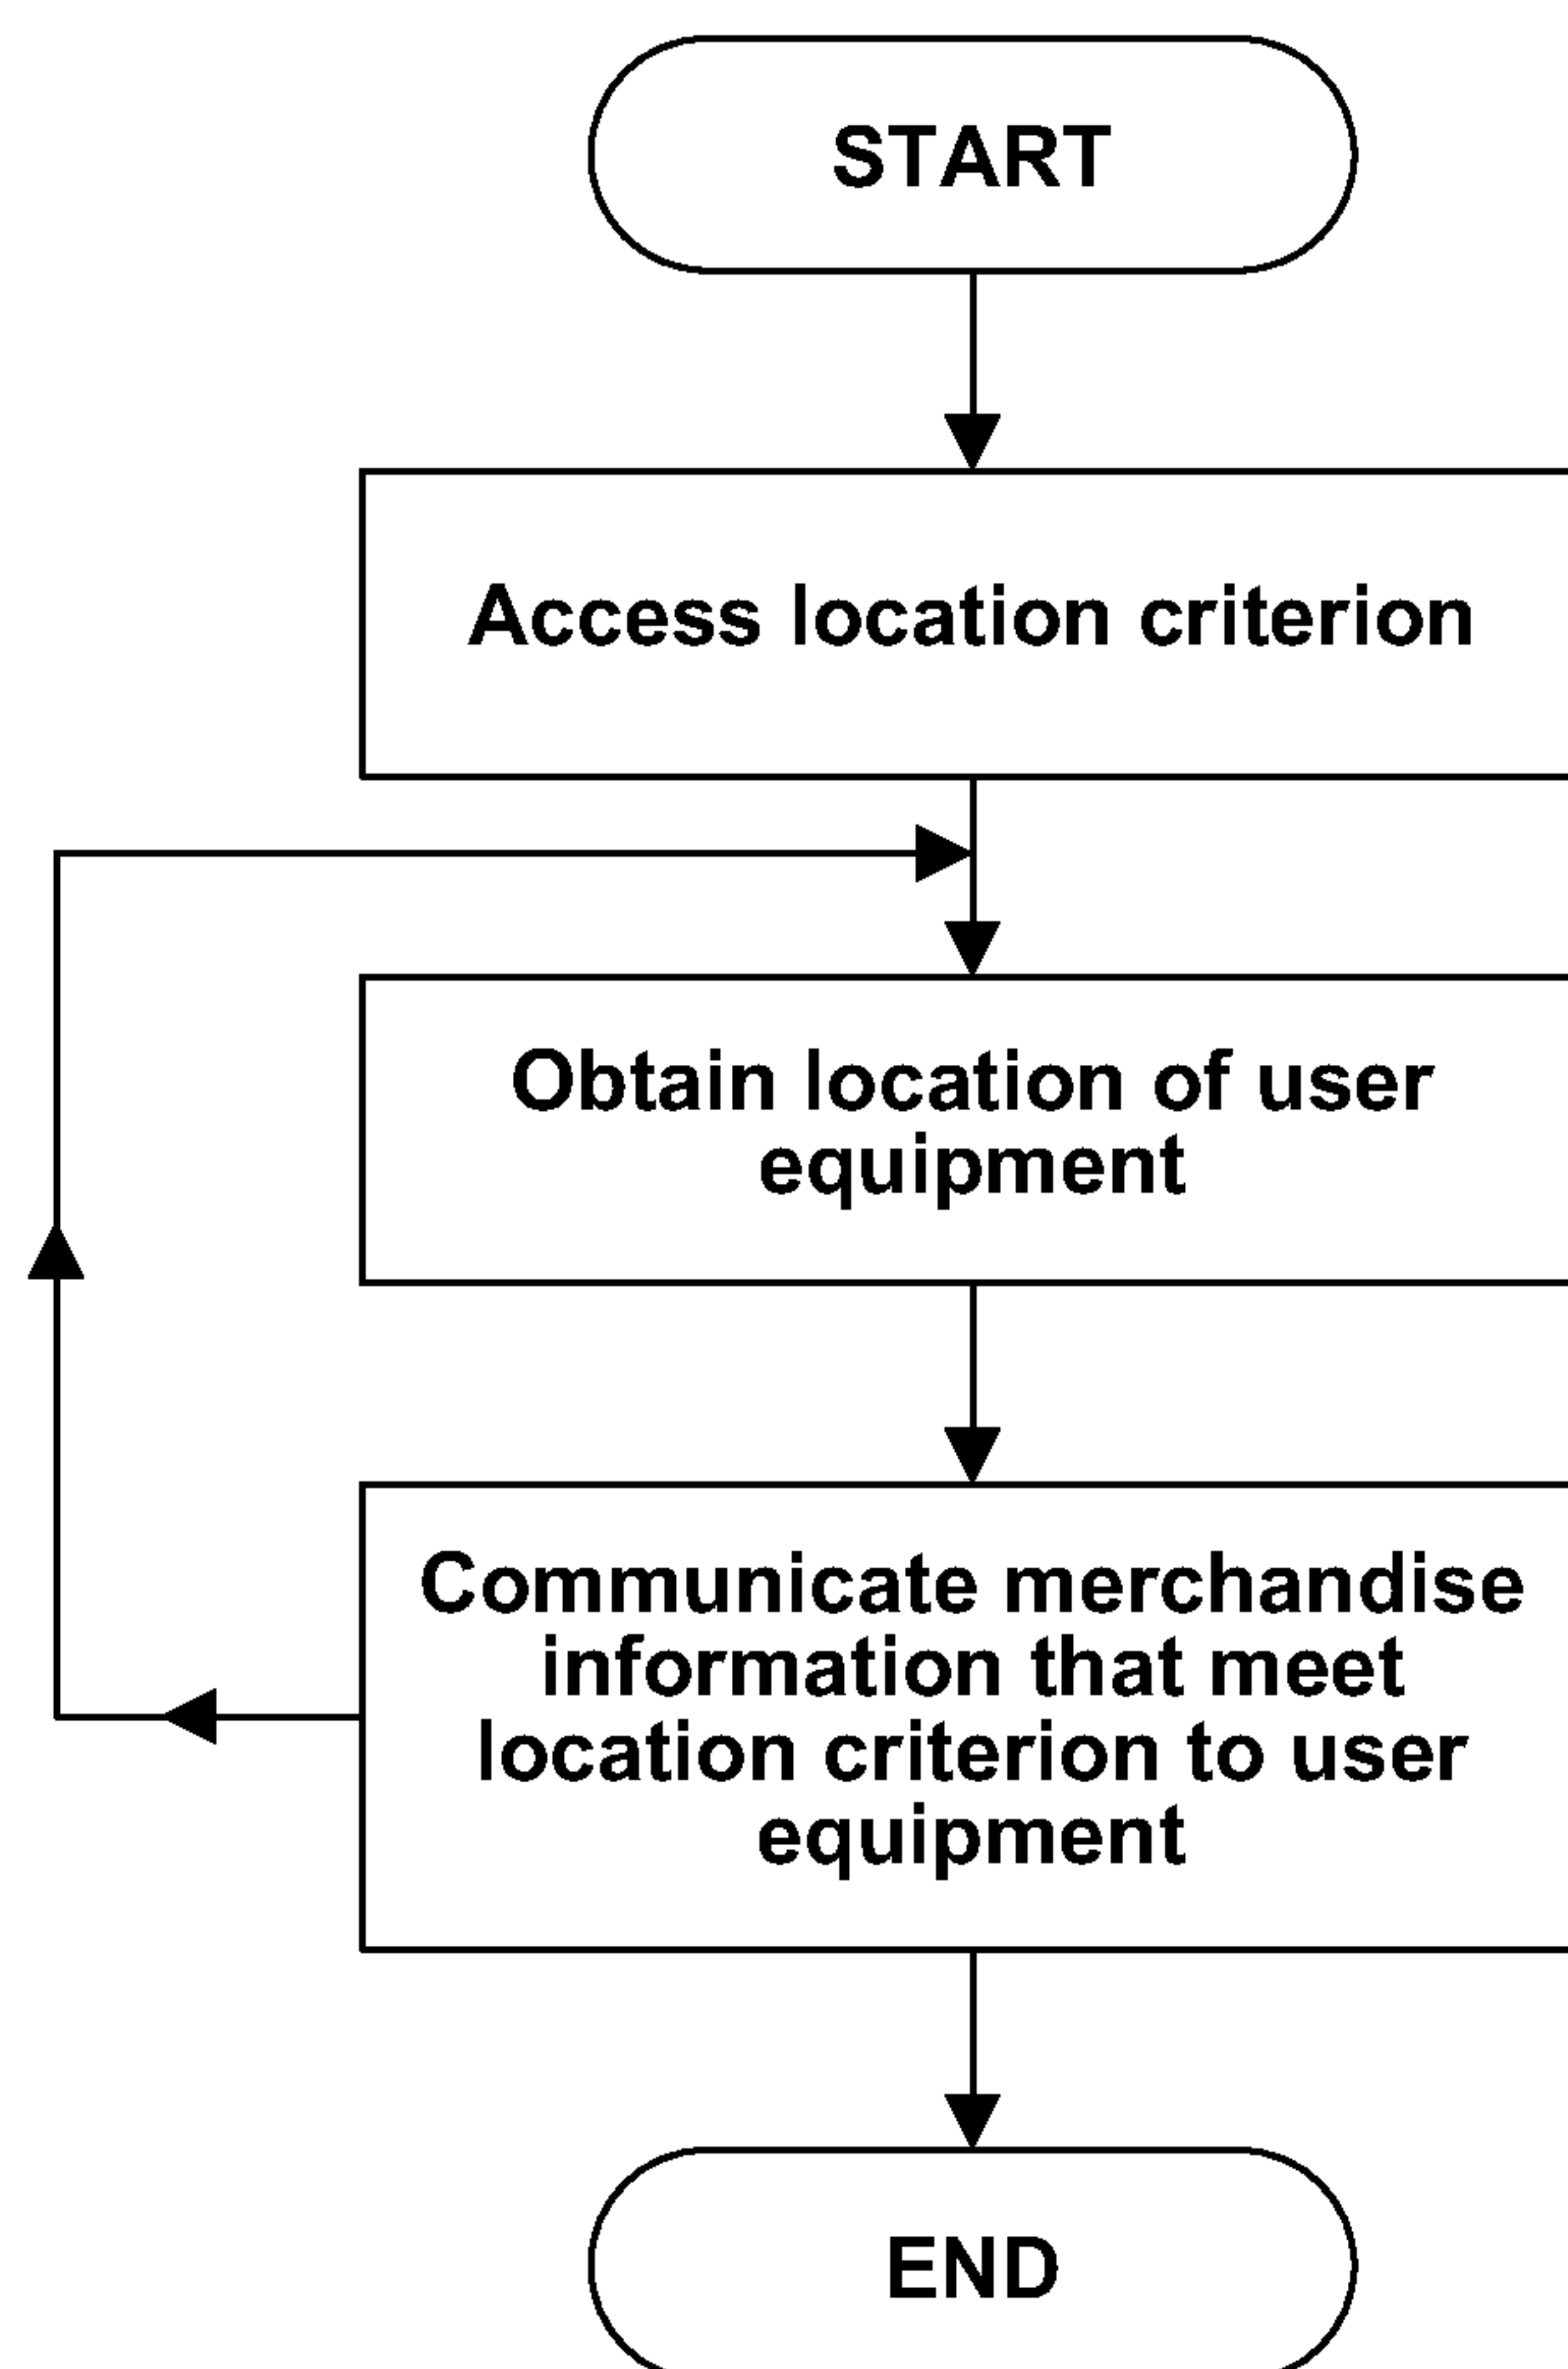 START
Access location criterion
Obtain location of user
equipment
Communicate merchandise
information that meet
location criterion to user
equipment
END